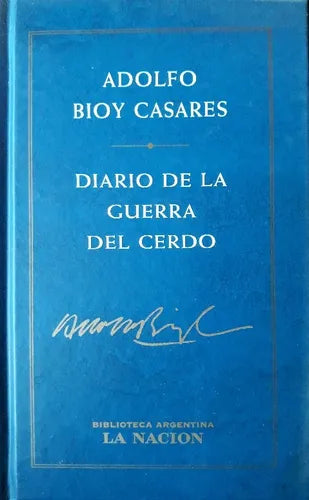 ADOLFO
BIOY CASARES
DIARIO DE LA
GUERRA
DEL CERDO
BIBLIOTECA ARGENTINA
LA NACION